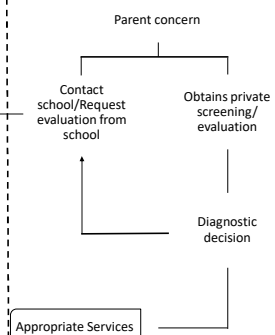 Parent concern
Contact
school/Request
evaluation from
school
Obtains private
screening/
evaluation
Diagnostic
decision
Appropriate Services